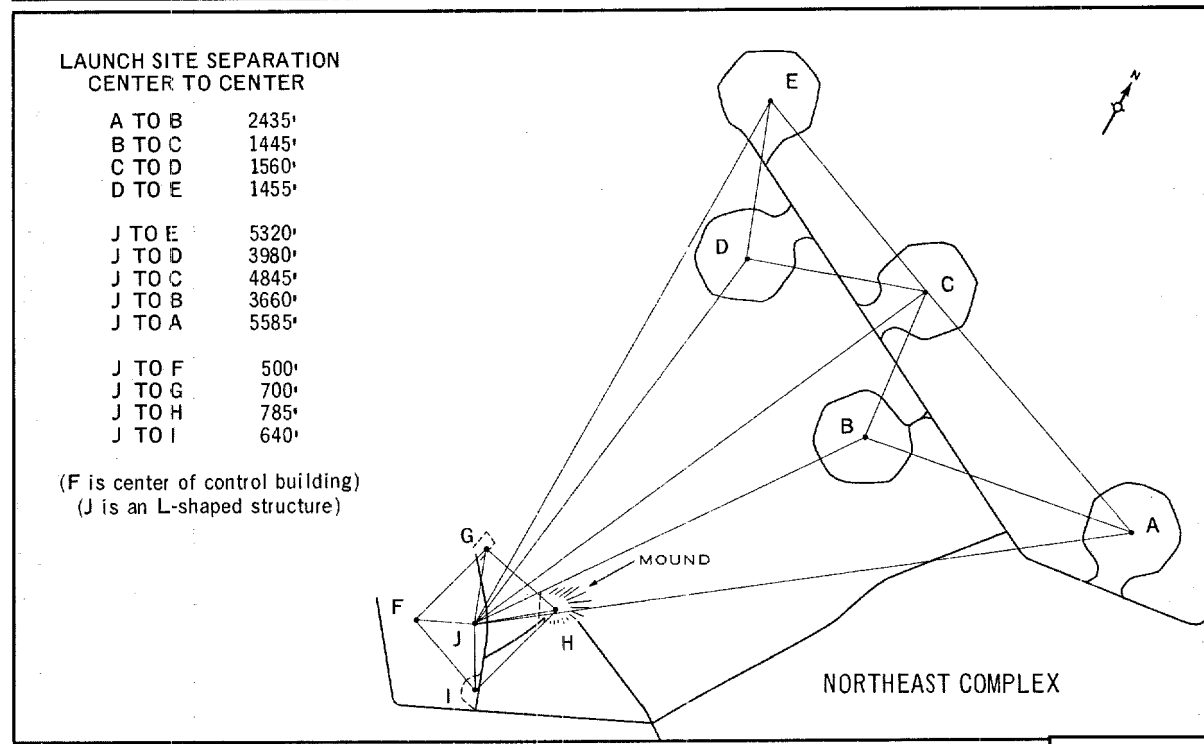 LAUNCH SITE SEPARATION
CENTER TO CENTER
A TO B 2435'
B TO C 1445'
C TO D 1560'
D TO E 1455'
J TO E 5320'
J TO D 3980'
J TO C 4845'
J TO B 3660'
J TO A 5585'
J TO F 500'
J TO G 700'
J TO H 785'
J TO I 640'
(F is center of control building)
(J is an L-shaped structure)
E
N
D
C
B
A
G
MOUND
F
J
H
I
NORTHEAST COMPLEX